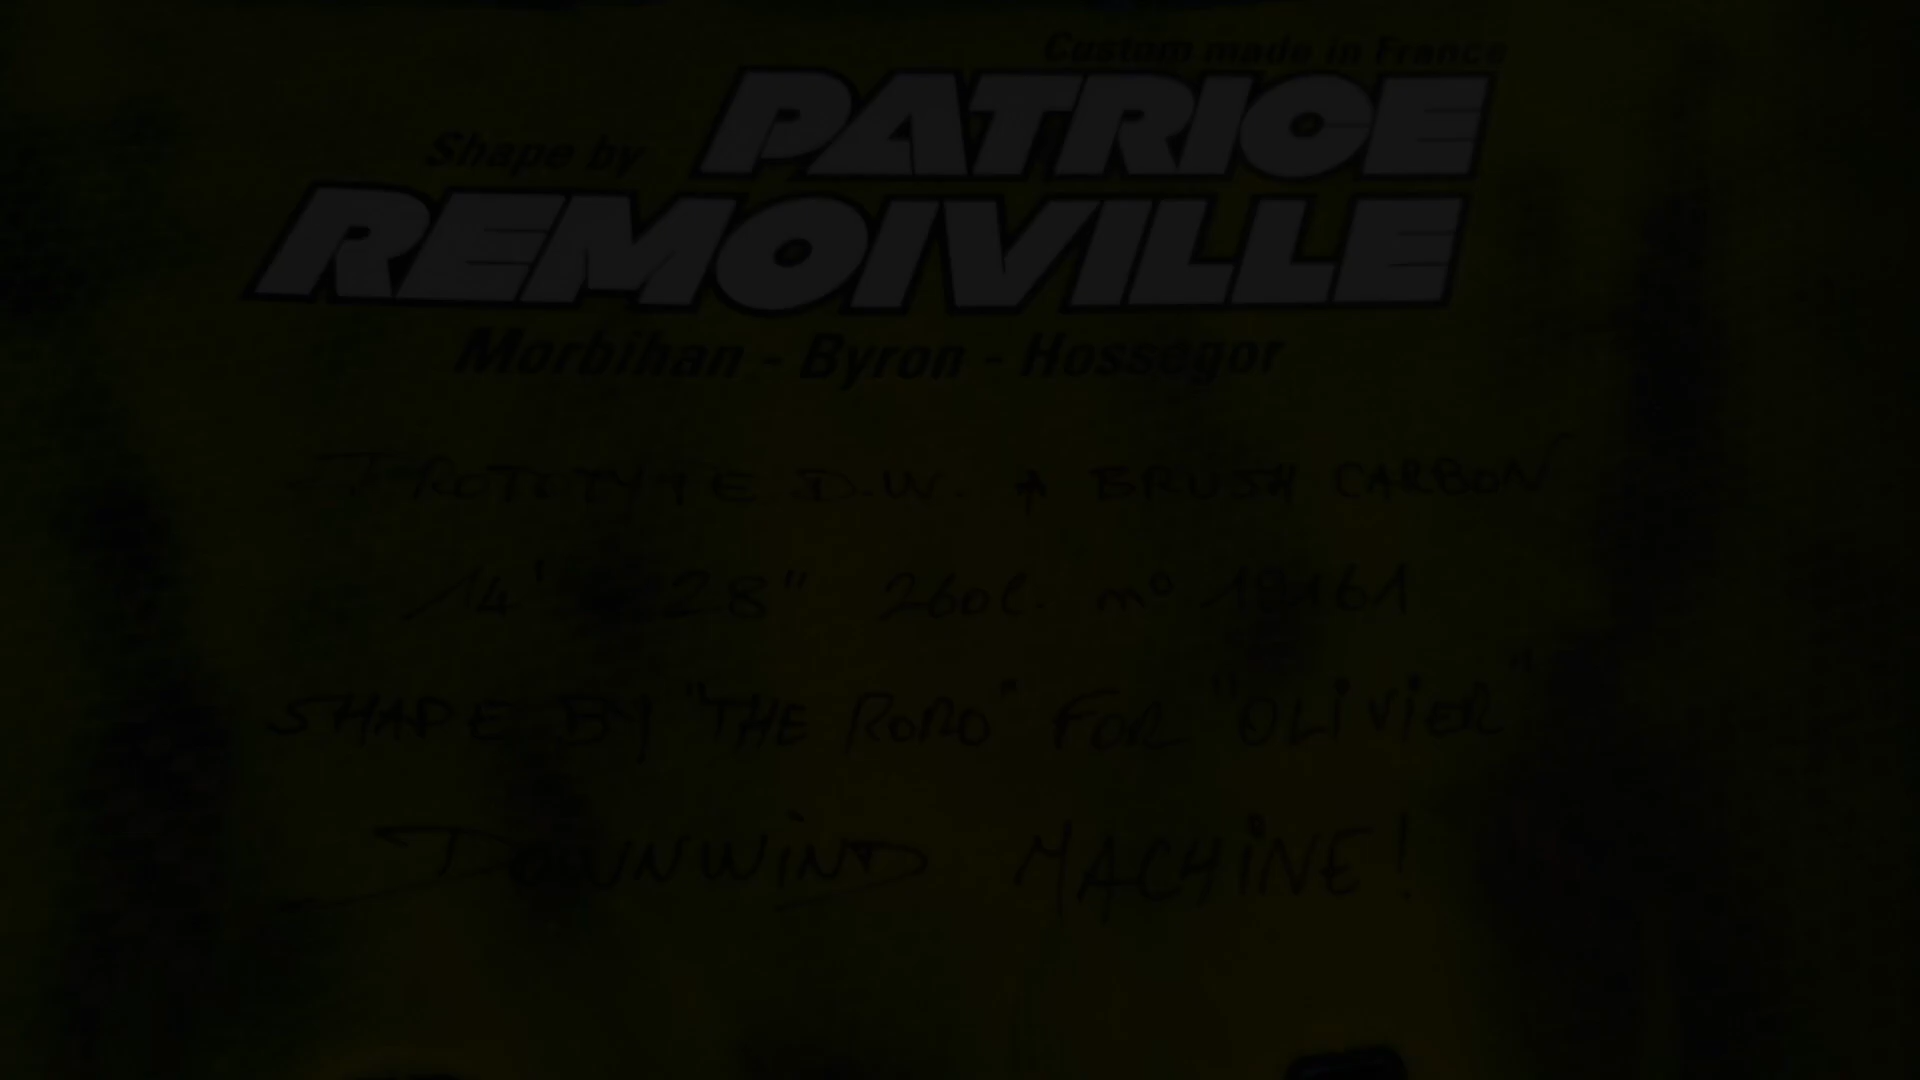 Custom made in France
Shape by PATRICE
REMOIVILLE
Morbihan - Byron - Hossegor
PROTOTYPE D.W. + BRUSH CARBON
14' 28" 260l. n° 19161
SHAPE BY "THE RORO" FOR "OLiViER"
DOWNWiND MACHiNE!